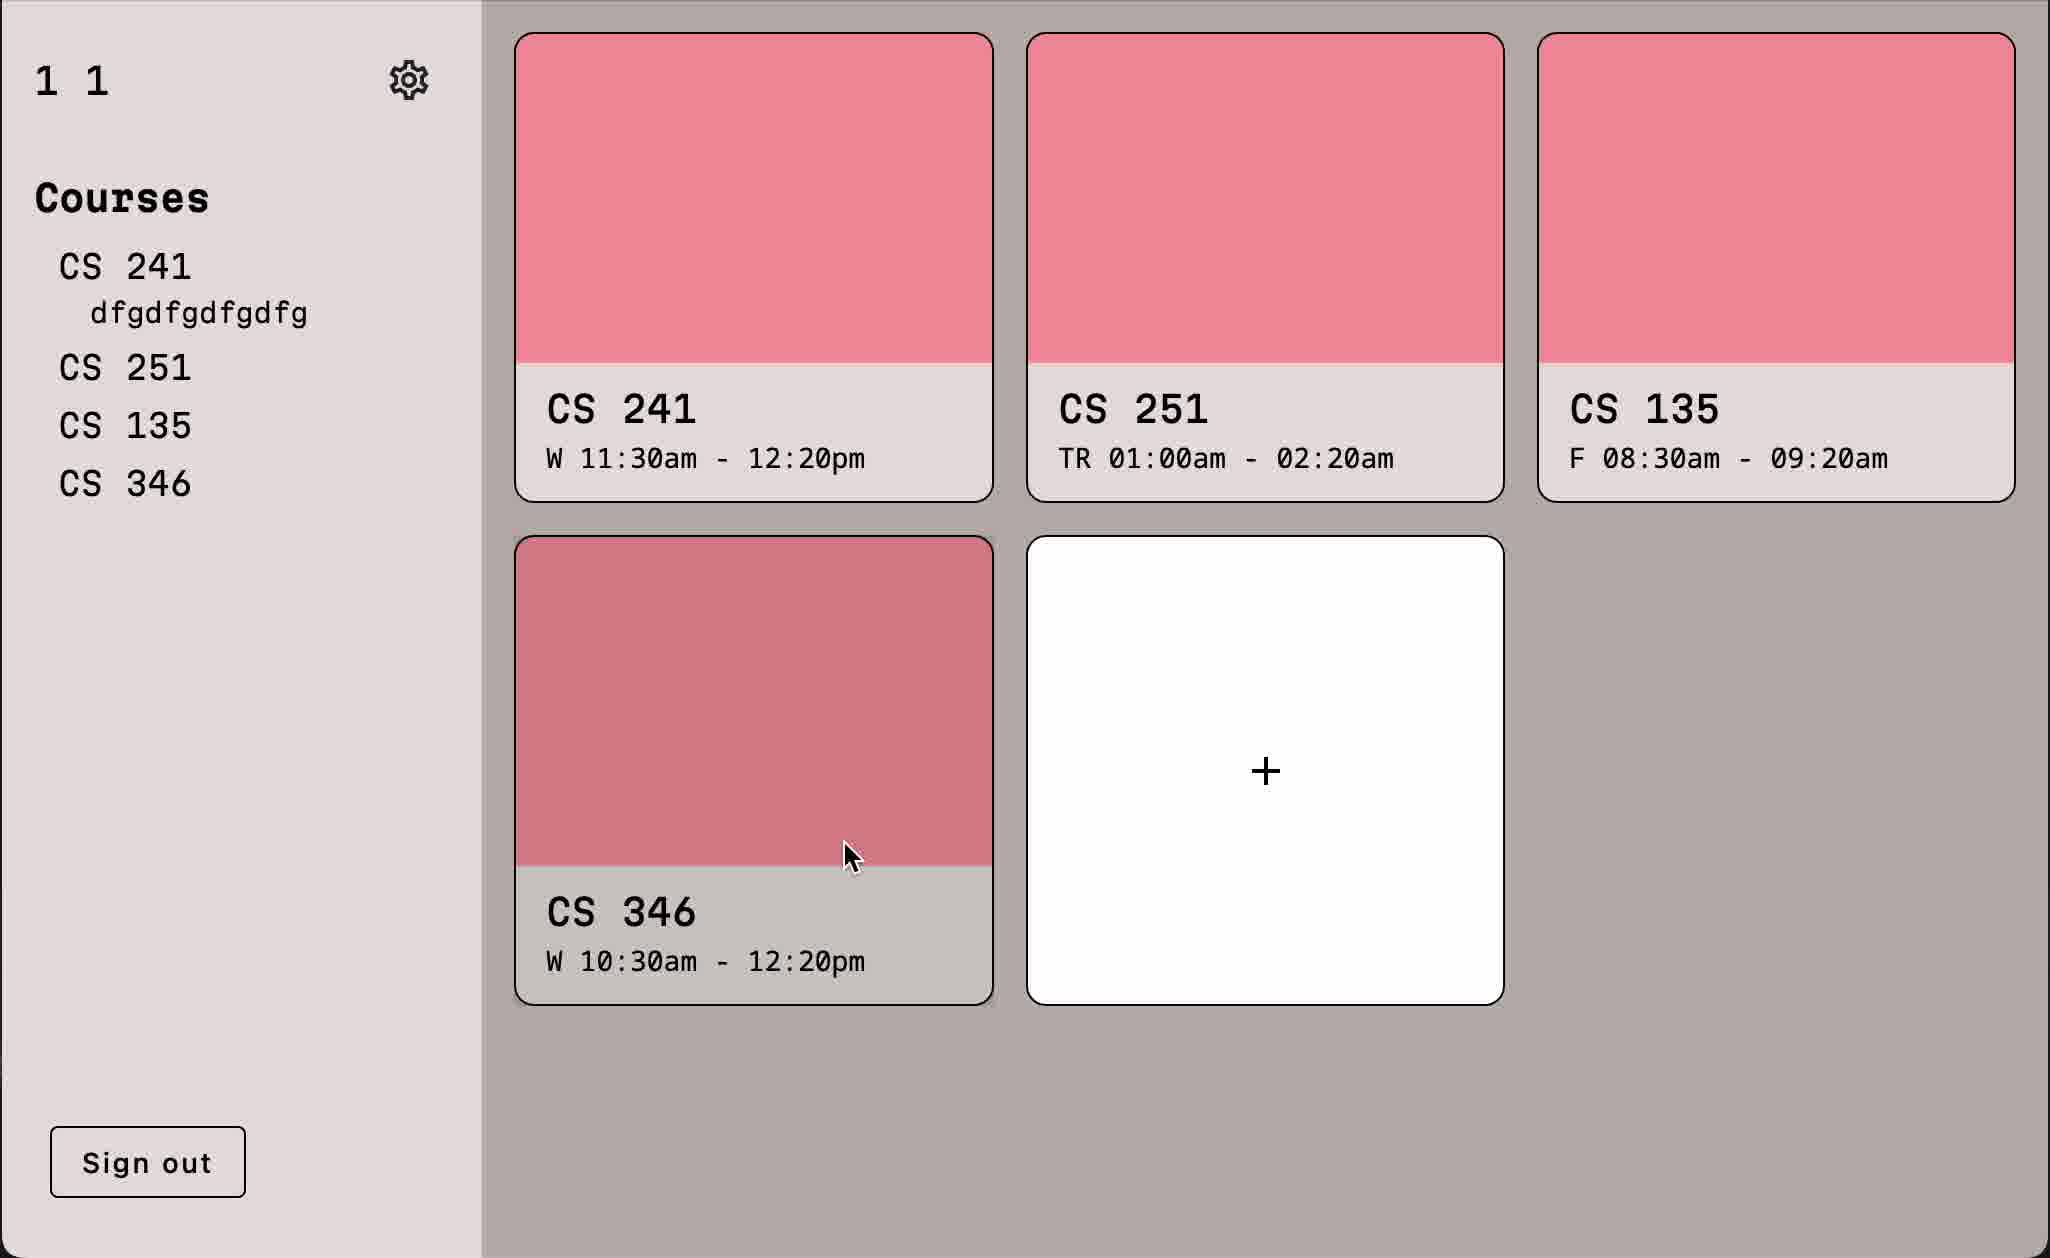 1 1
Courses
CS 241
dfgdfgdfgdfg
CS 251
CS 135
CS 346
Sign out
CS 241
W 11:30am - 12:20pm
CS 251
TR 01:00am - 02:20am
CS 135
F 08:30am - 09:20am
CS 346
W 10:30am - 12:20pm
+